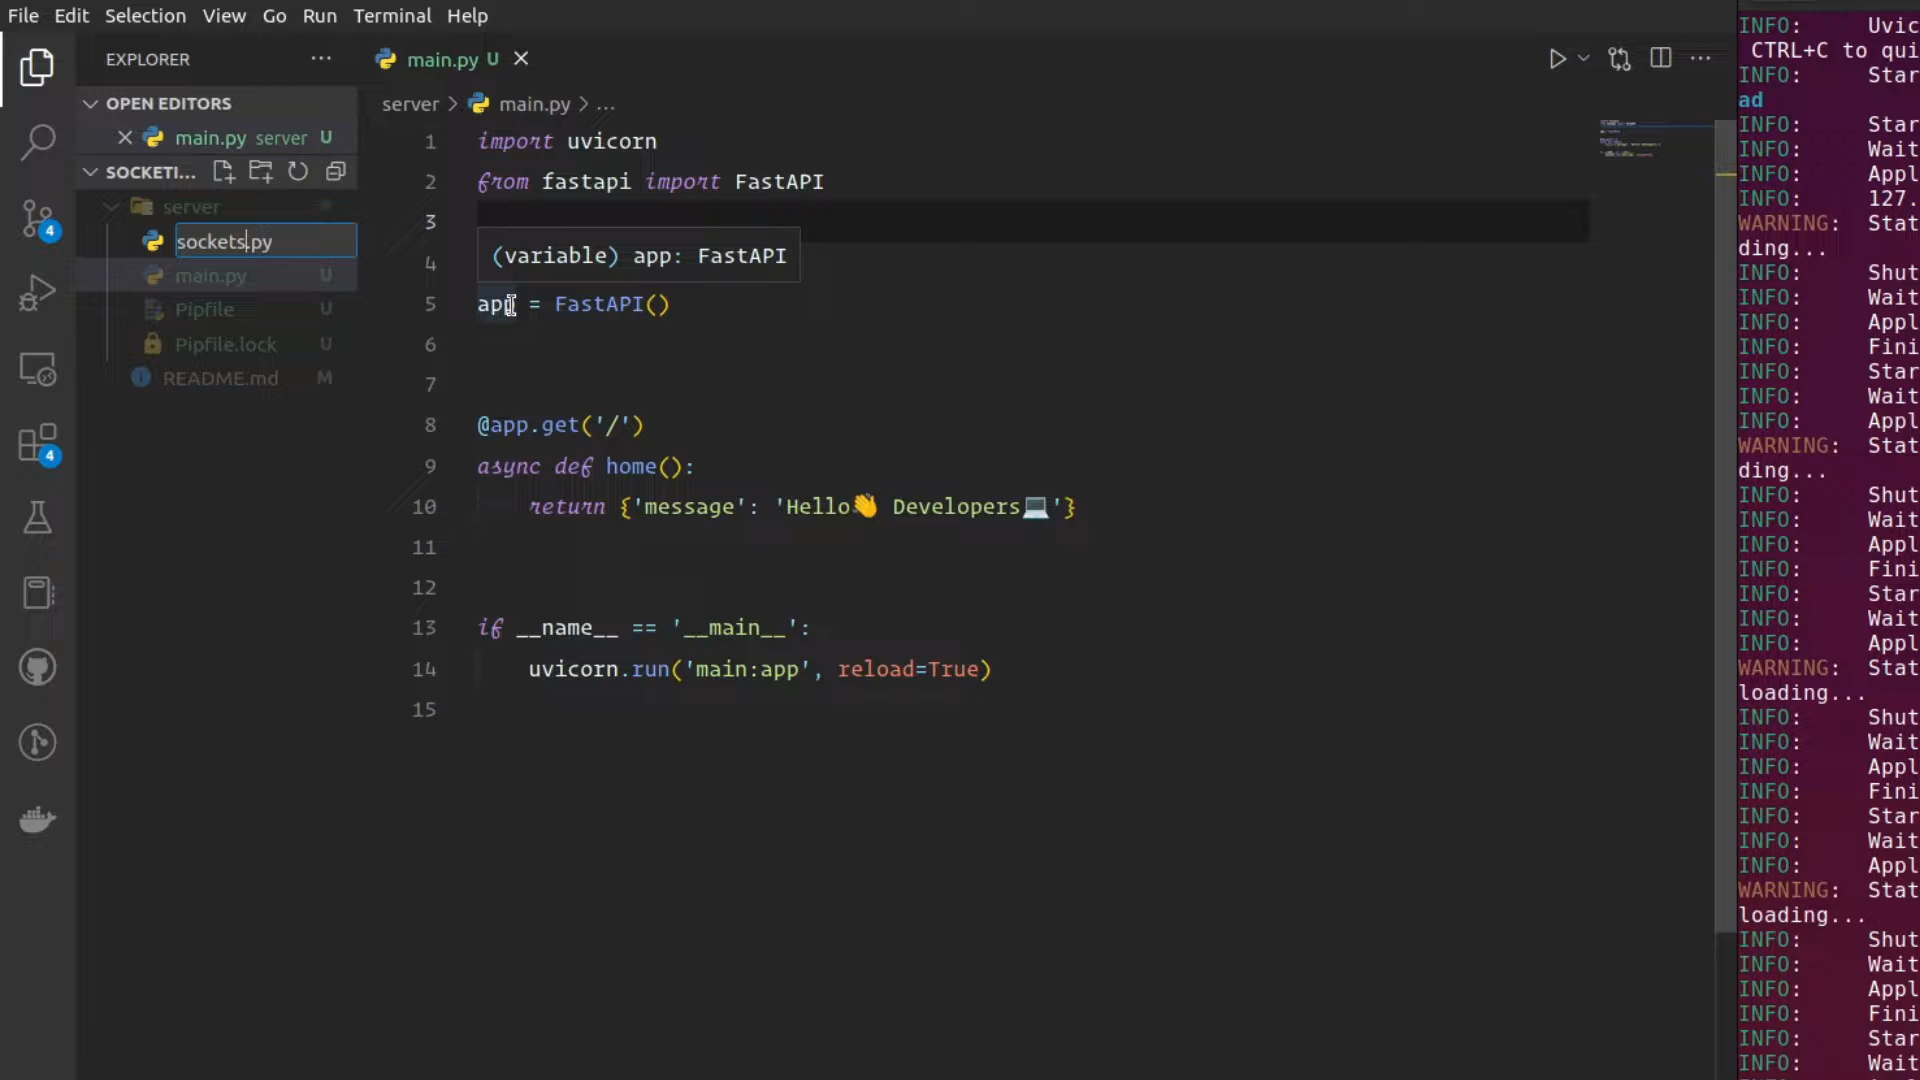 File Edit Selection View Go Run Terminal Help
EXPLORER
OPEN EDITORS
main.py server U
SOCKETI...
server
sockets.py
main.py U
Pipfile U
Pipfile.lock U
README.md M
4
4
main.py U
server > main.py > ...
1 import uvicorn
2 from fastapi import FastAPI
3
(variable) app: FastAPI
4
5 app = FastAPI()
6
7
8 @app.get('/')
9 async def home():
10 return {'message': 'Hello👋 Developers💻'}
11
12
13 if __name__ == '__main__':
14 uvicorn.run('main:app', reload=True)
15
INFO: Uvic
CTRL+C to qui
INFO: Star
ad
INFO: Star
INFO: Wait
INFO: Appl
INFO: 127.
WARNING: Stat
ding...
INFO: Shut
INFO: Wait
INFO: Appl
INFO: Fini
INFO: Star
INFO: Wait
INFO: Appl
WARNING: Stat
ding...
INFO: Shut
INFO: Wait
INFO: Appl
INFO: Fini
INFO: Star
INFO: Wait
INFO: Appl
WARNING: Stat
loading...
INFO: Shut
INFO: Wait
INFO: Appl
INFO: Fini
INFO: Star
INFO: Wait
INFO: Appl
WARNING: Stat
loading...
INFO: Shut
INFO: Wait
INFO: Appl
INFO: Fini
INFO: Star
INFO: Wait